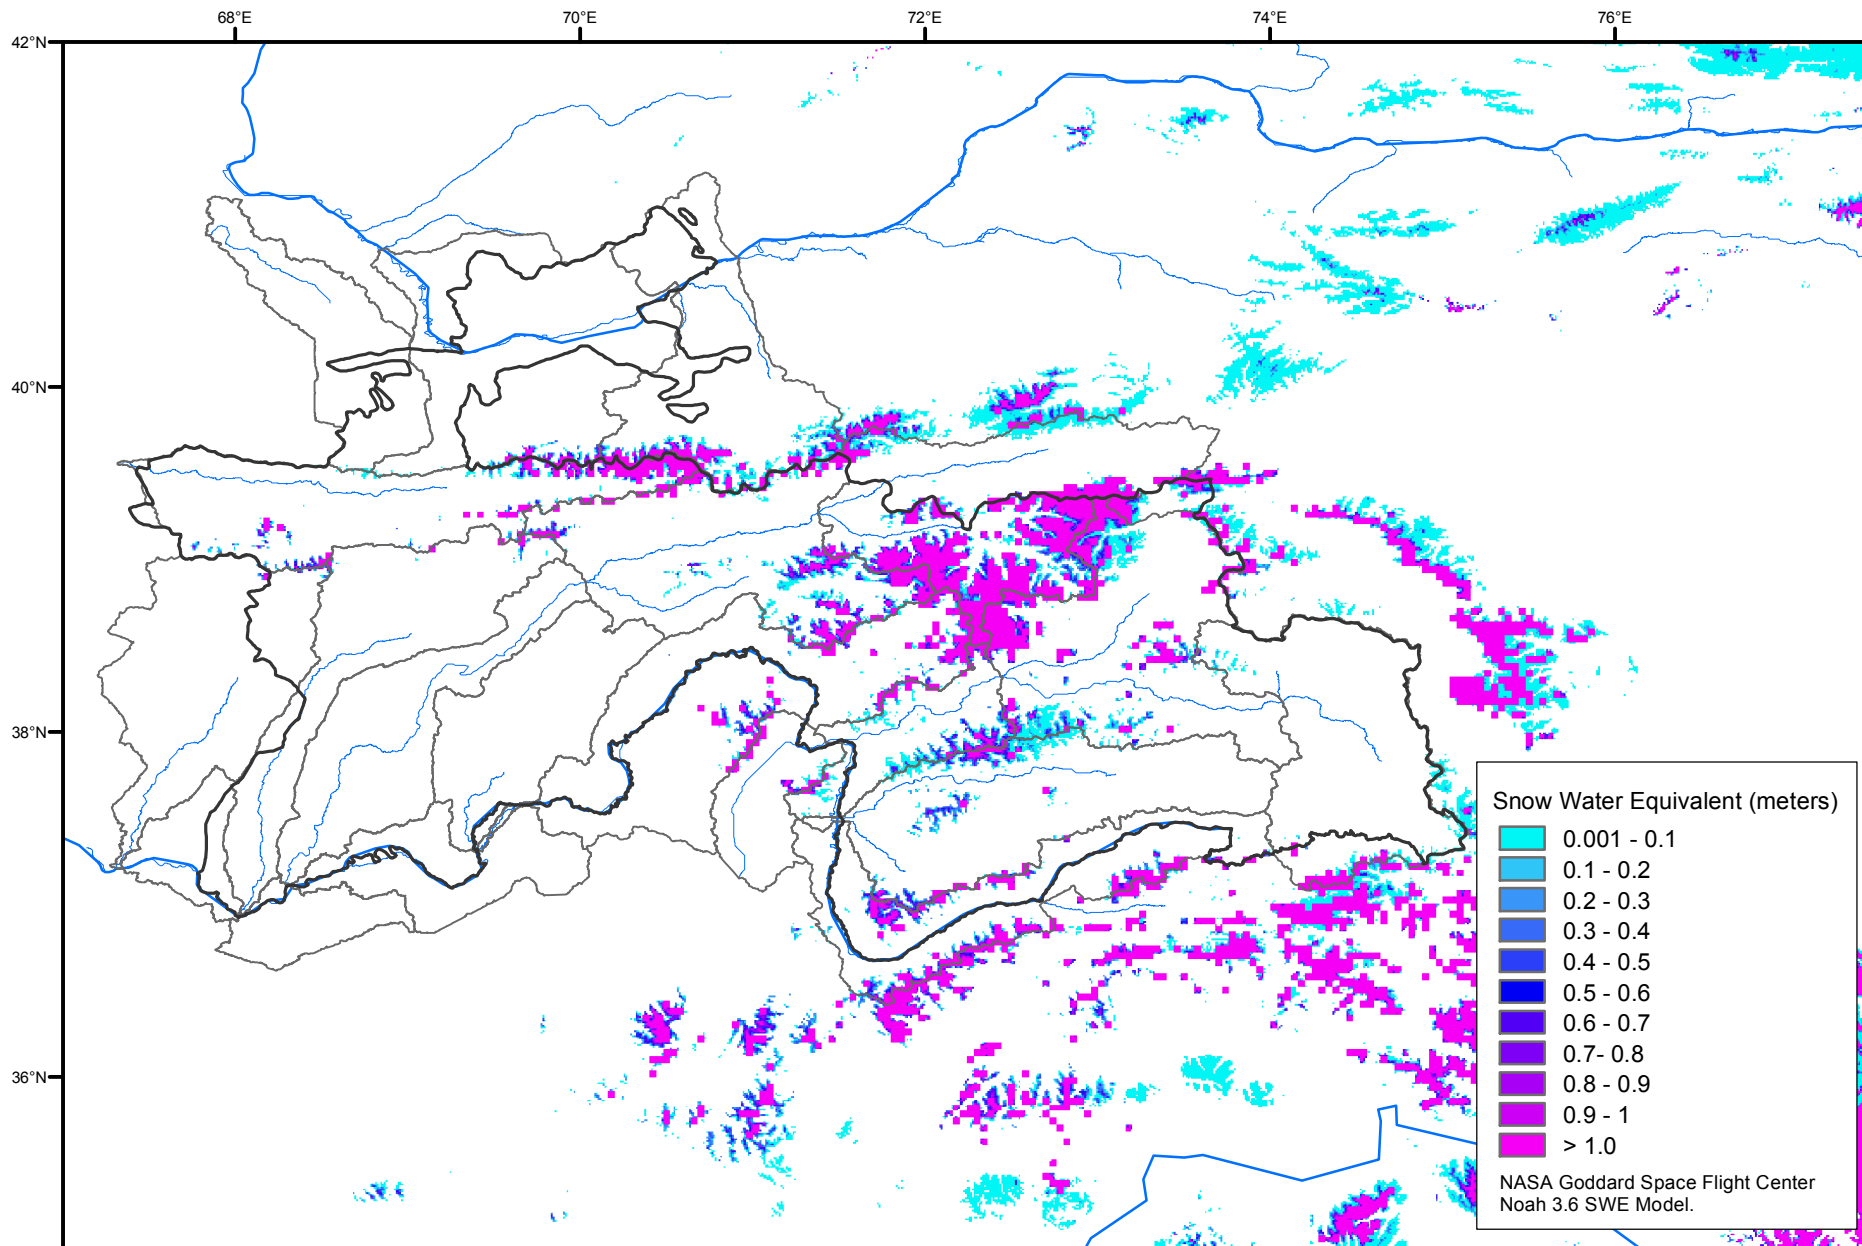 68°E
70°E
72°E
74°E
76°E
42°N
40°N
38°N
36°N
Snow Water Equivalent (meters)
0.001 - 0.1
0.1 - 0.2
0.2 - 0.3
0.3 - 0.4
0.4 - 0.5
0.5 - 0.6
0.6 - 0.7
0.7- 0.8
0.8 - 0.9
0.9 - 1
> 1.0
NASA Goddard Space Flight Center
Noah 3.6 SWE Model.